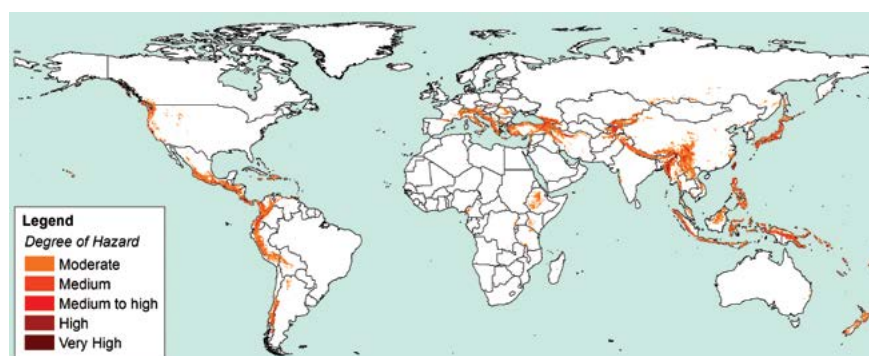 Legend
Degree of Hazard
Moderate
Medium
Medium to high
High
Very High